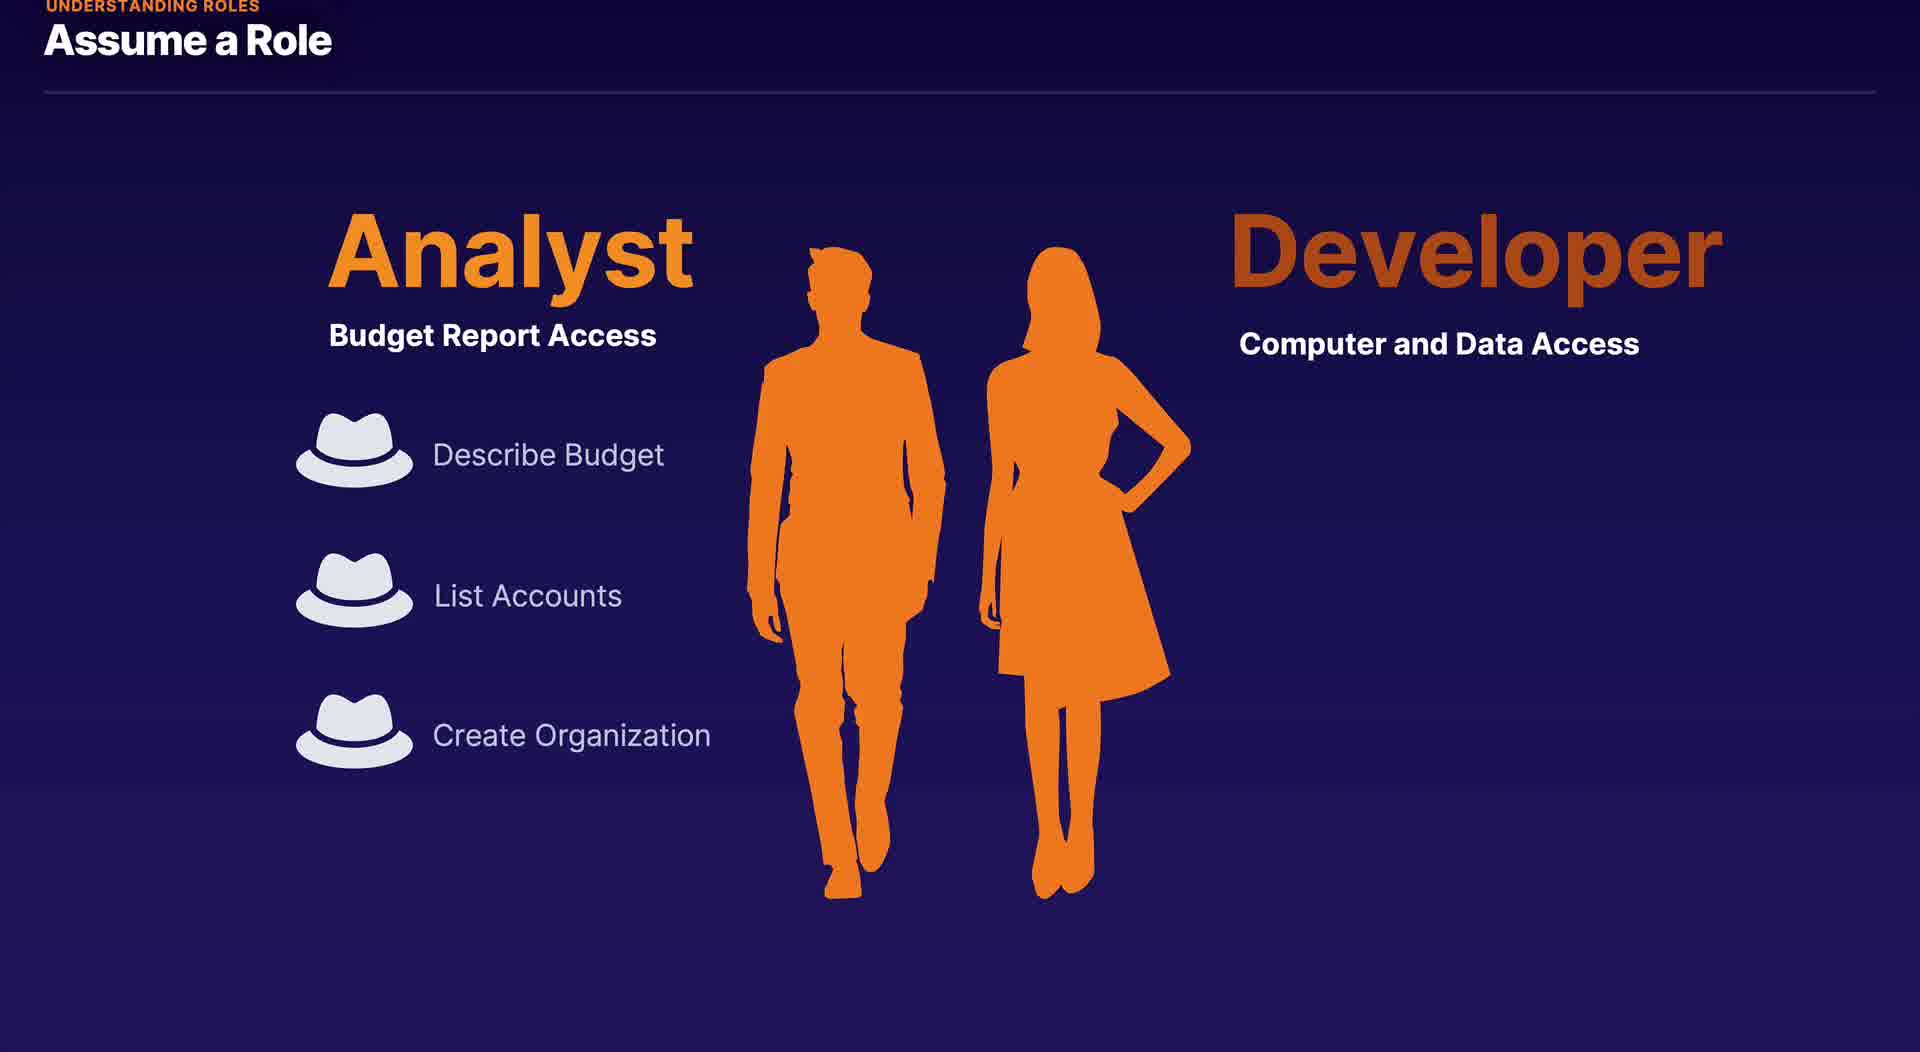 UNDERSTANDING ROLES
Assume a Role
Analyst
Budget Report Access
Describe Budget
List Accounts
Create Organization
Developer
Computer and Data Access